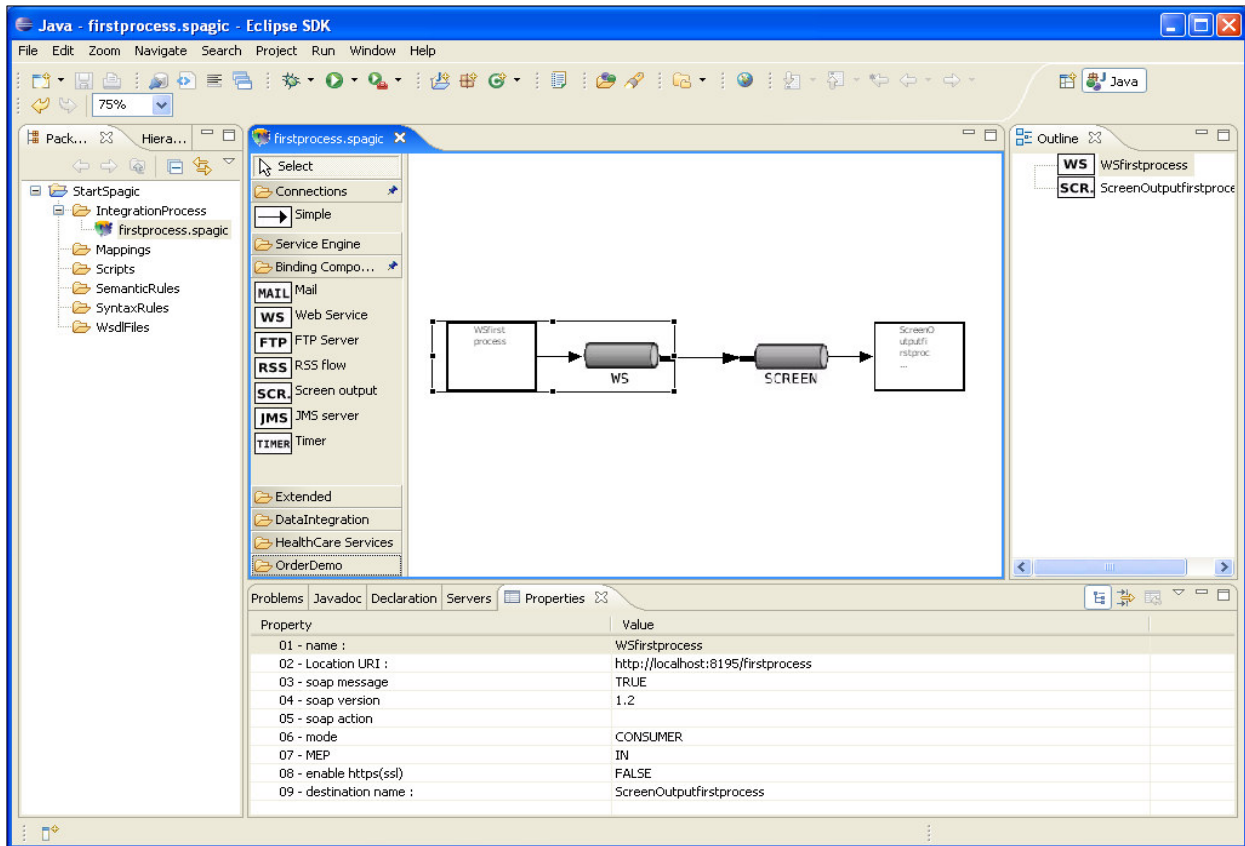 Java - firstprocess.spagic - Eclipse SDK
File Edit Zoom Navigate Search Project Run Window Help
Java
75%
Pack... Hiera...
StartSpagic
IntegrationProcess
firstprocess.spagic
Mappings
Scripts
SemanticRules
SyntaxRules
WsdlFiles
firstprocess.spagic
Select
Connections
Simple
Service Engine
Binding Compo...
MAIL Mail
WS Web Service
FTP FTP Server
RSS RSS flow
SCR. Screen output
JMS JMS server
TIMER Timer
Extended
DataIntegration
HealthCare Services
OrderDemo
WSfirst
process
WS
SCREEN
ScreenO
utputfi
rstproc
...
Outline
WS WSfirstprocess
SCR. ScreenOutputfirstproce
Problems Javadoc Declaration Servers Properties
Property Value
01 - name : WSfirstprocess
02 - Location URI : http://localhost:8195/firstprocess
03 - soap message TRUE
04 - soap version 1.2
05 - soap action
06 - mode CONSUMER
07 - MEP IN
08 - enable https(ssl) FALSE
09 - destination name : ScreenOutputfirstprocess